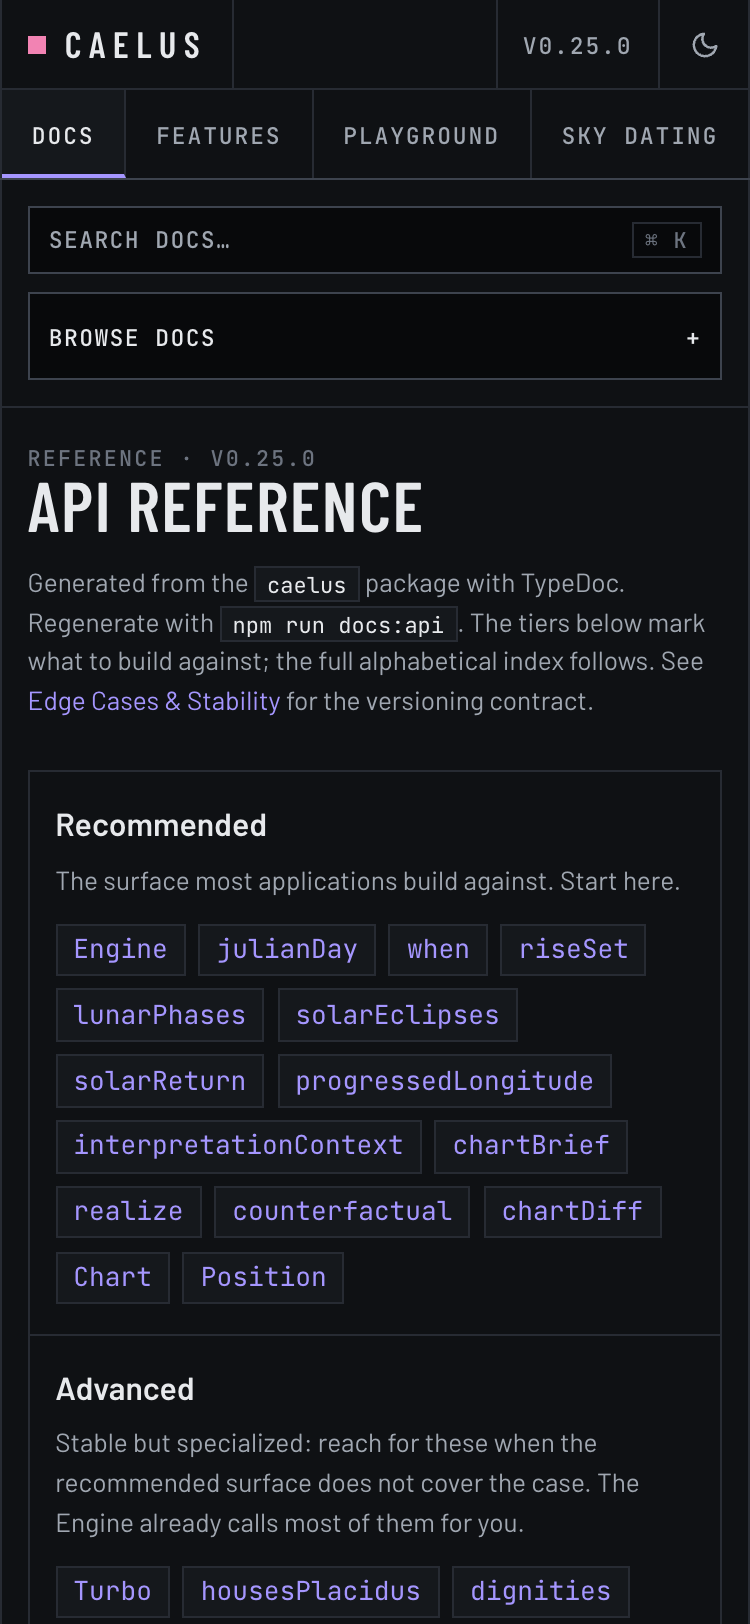 CAELUS
V0.25.0
DOCS FEATURES PLAYGROUND SKY DATING
SEARCH DOCS… ⌘ K
BROWSE DOCS +
REFERENCE · V0.25.0
API REFERENCE
Generated from the caelus package with TypeDoc.
Regenerate with npm run docs:api. The tiers below mark
what to build against; the full alphabetical index follows. See
Edge Cases & Stability for the versioning contract.
Recommended
The surface most applications build against. Start here.
Engine julianDay when riseSet
lunarPhases solarEclipses
solarReturn progressedLongitude
interpretationContext chartBrief
realize counterfactual chartDiff
Chart Position
Advanced
Stable but specialized: reach for these when the
recommended surface does not cover the case. The
Engine already calls most of them for you.
Turbo housesPlacidus dignities